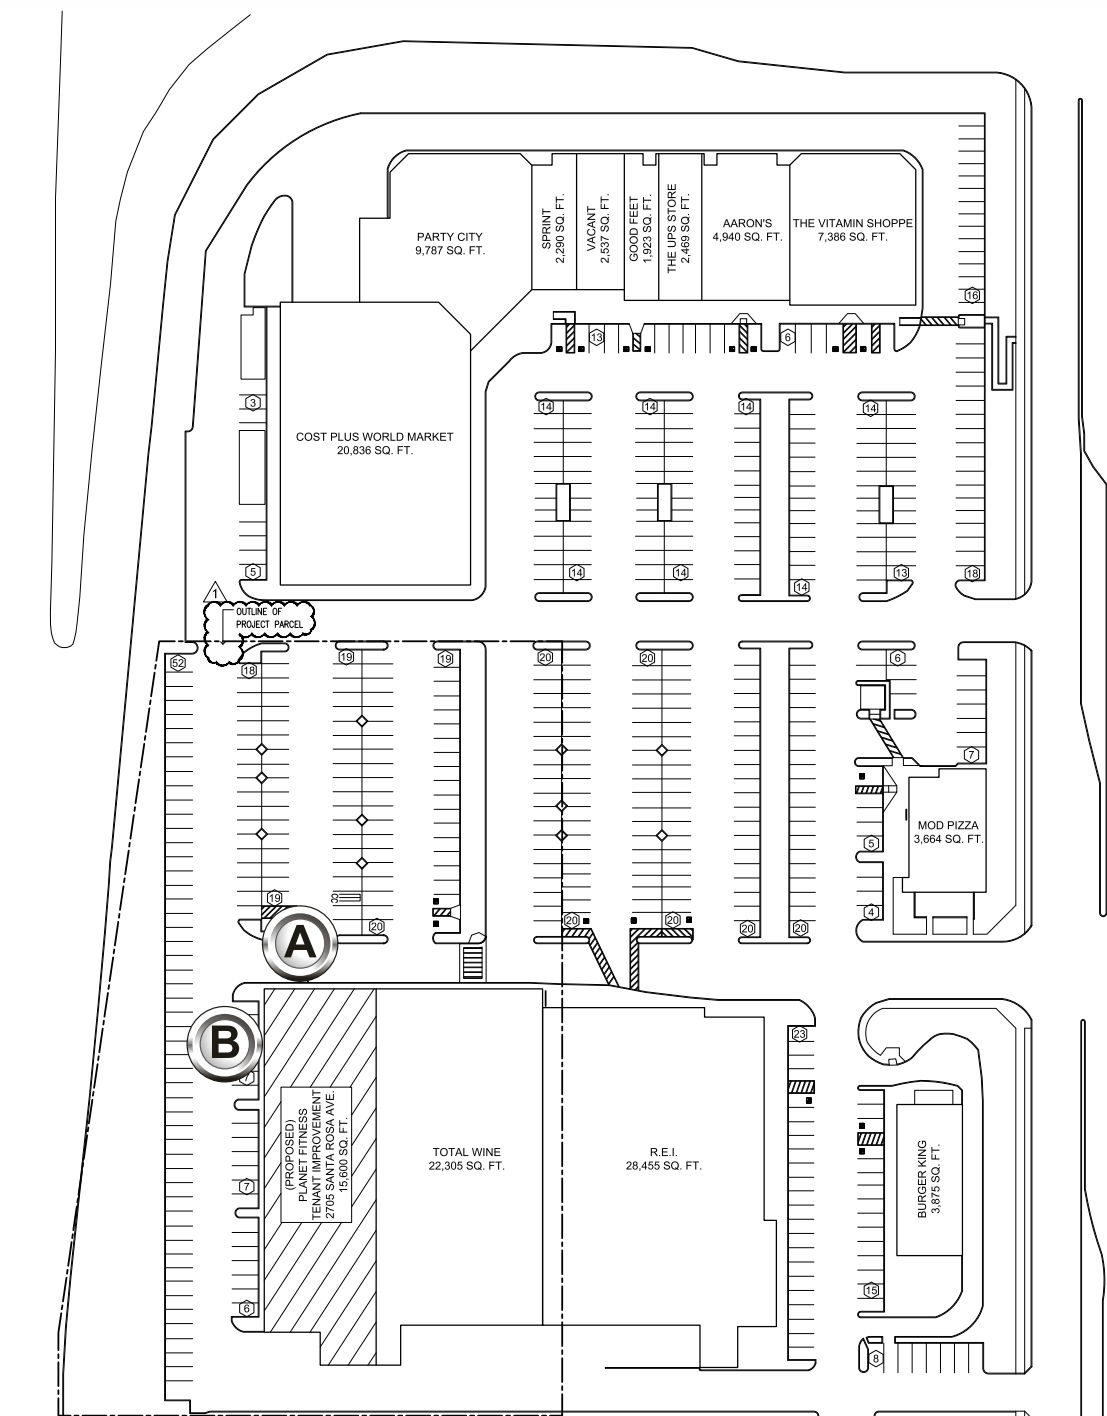 PARTY CITY
9,787 SQ. FT.
SPRINT
2,290 SQ. FT.
VACANT
2,537 SQ. FT.
GOOD FEET
1,923 SQ. FT.
THE UPS STORE
2,469 SQ. FT.
AARON'S
4,940 SQ. FT.
THE VITAMIN SHOPPE
7,386 SQ. FT.
16
13
6
3
14
14
14
14
COST PLUS WORLD MARKET
20,836 SQ. FT.
5
14
14
14
13
18
1
OUTLINE OF
PROJECT PARCEL
52
18
19
19
20
20
6
7
MOD PIZZA
3,664 SQ. FT.
5
4
19
20
20
20
20
20
A
B
7
23
(PROPOSED)
PLANET FITNESS
TENANT IMPROVEMENT
2705 SANTA ROSA AVE.
15,600 SQ. FT.
TOTAL WINE
22,305 SQ. FT.
R.E.I.
28,455 SQ. FT.
BURGER KING
3,875 SQ. FT.
7
15
6
8